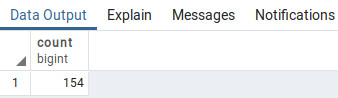 Data Output Explain Messages Notifications
count
bigint
1 154